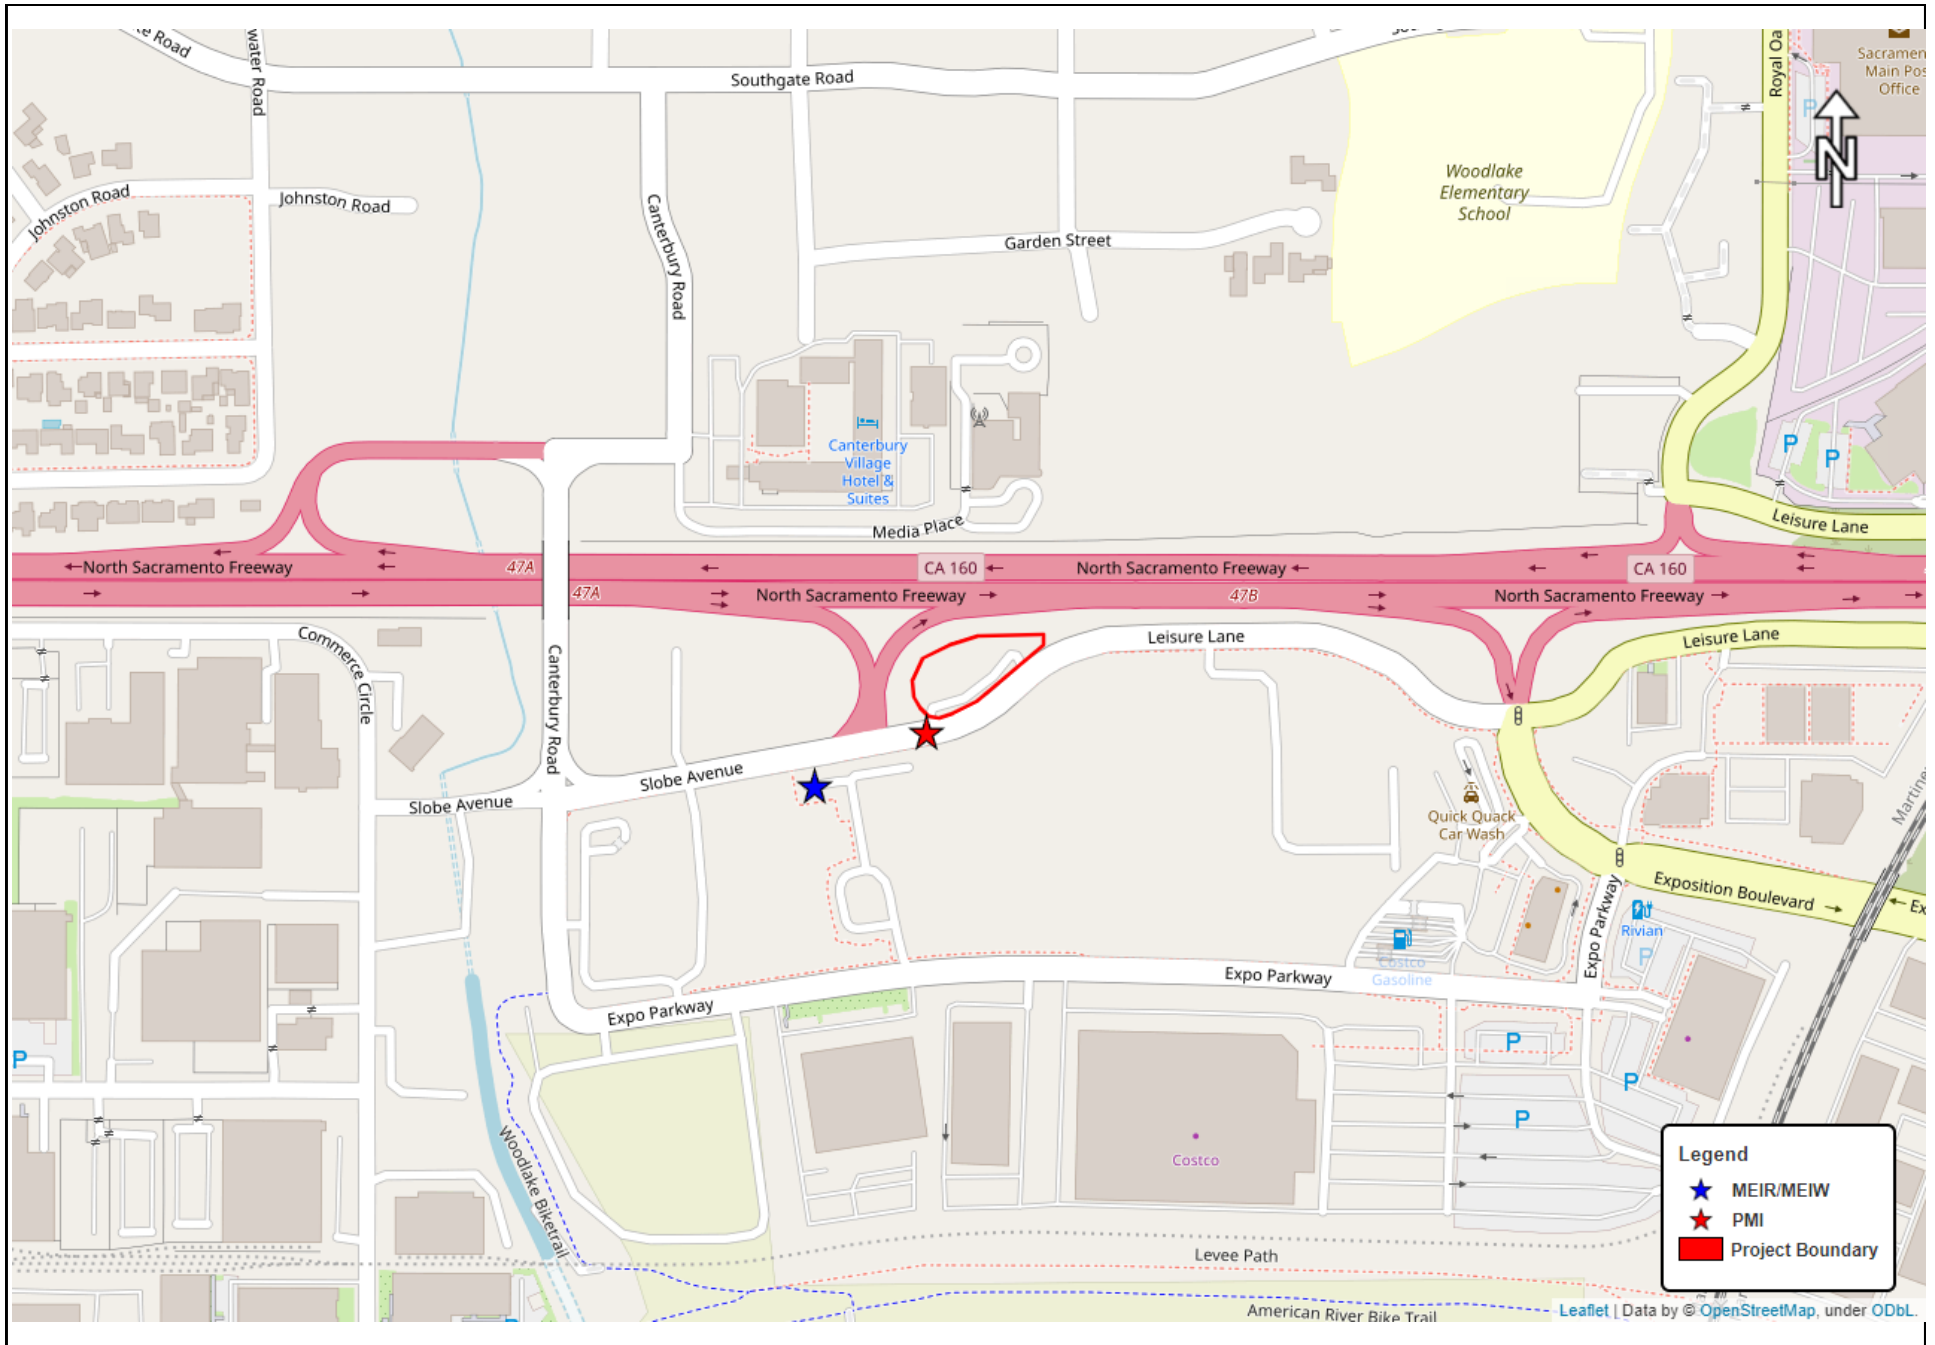 Road
water Road
Southgate Road
Royal Oa
Sacramen
Main Pos
Office
P
N
Johnston Road
Johnston Road
Canterbury Road
Garden Street
Woodlake
Elementary
School
Canterbury
Village
Hotel &
Suites
Media Place
P
P
Leisure Lane
North Sacramento Freeway
47A
CA 160
North Sacramento Freeway
CA 160
47A
North Sacramento Freeway
47B
North Sacramento Freeway
Commerce Circle
Canterbury Road
Leisure Lane
Leisure Lane
Slobe Avenue
Slobe Avenue
Quick Quack
Car Wash
Martine
Exposition Boulevard
Ex
Expo Parkway
Rivian
P
Costco
Gasoline
Expo Parkway
Expo Parkway
P
P
P
P
Woodlake Biketrail
Costco
Levee Path
American River Bike Trail
Legend
MEIR/MEIW
PMI
Project Boundary
Leaflet | Data by © OpenStreetMap, under ODbL.